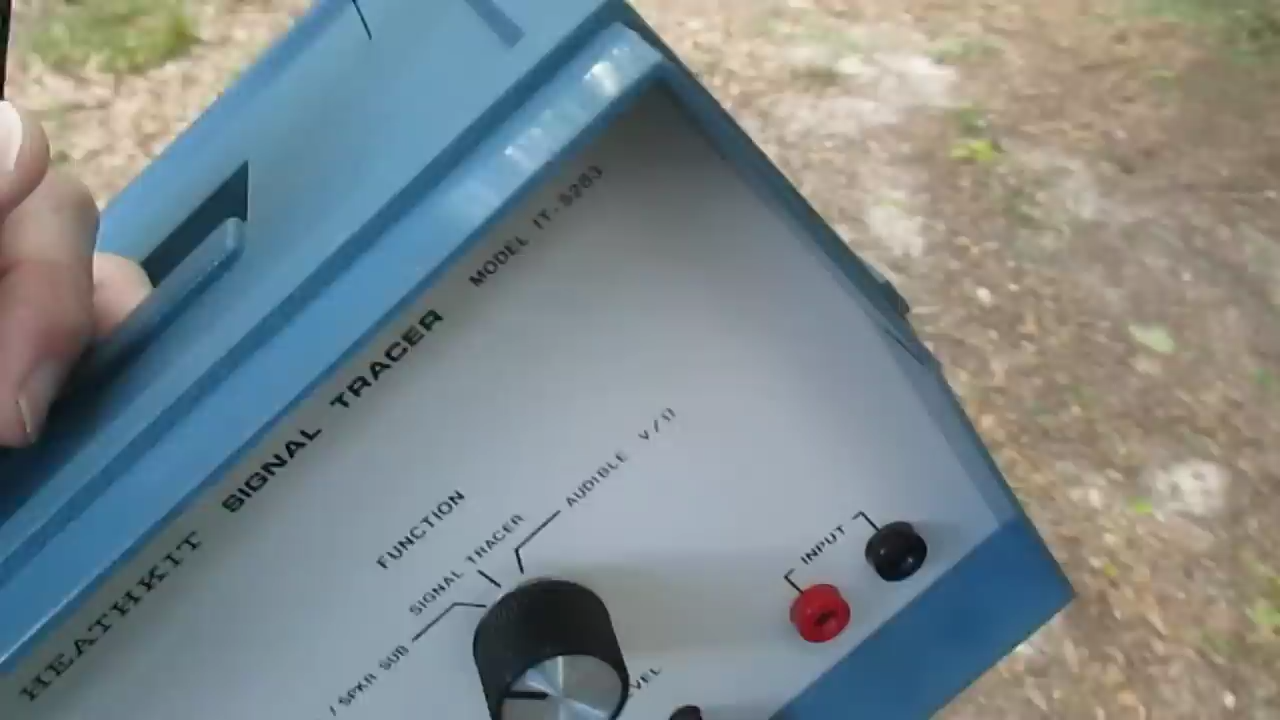 HEATHKIT SIGNAL TRACER MODEL IT-5283
FUNCTION
SIGNAL TRACER
AUDIBLE V/Ω
/ SPKR SUB
INPUT